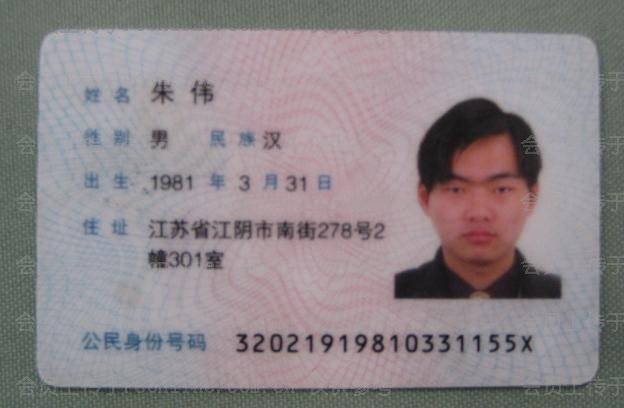 姓名 朱伟
性别 男 民族 汉
出生 1981 年 3 月 31 日
住址 江苏省江阴市南街278号2
幢301室
公民身份号码 32021919810331155X